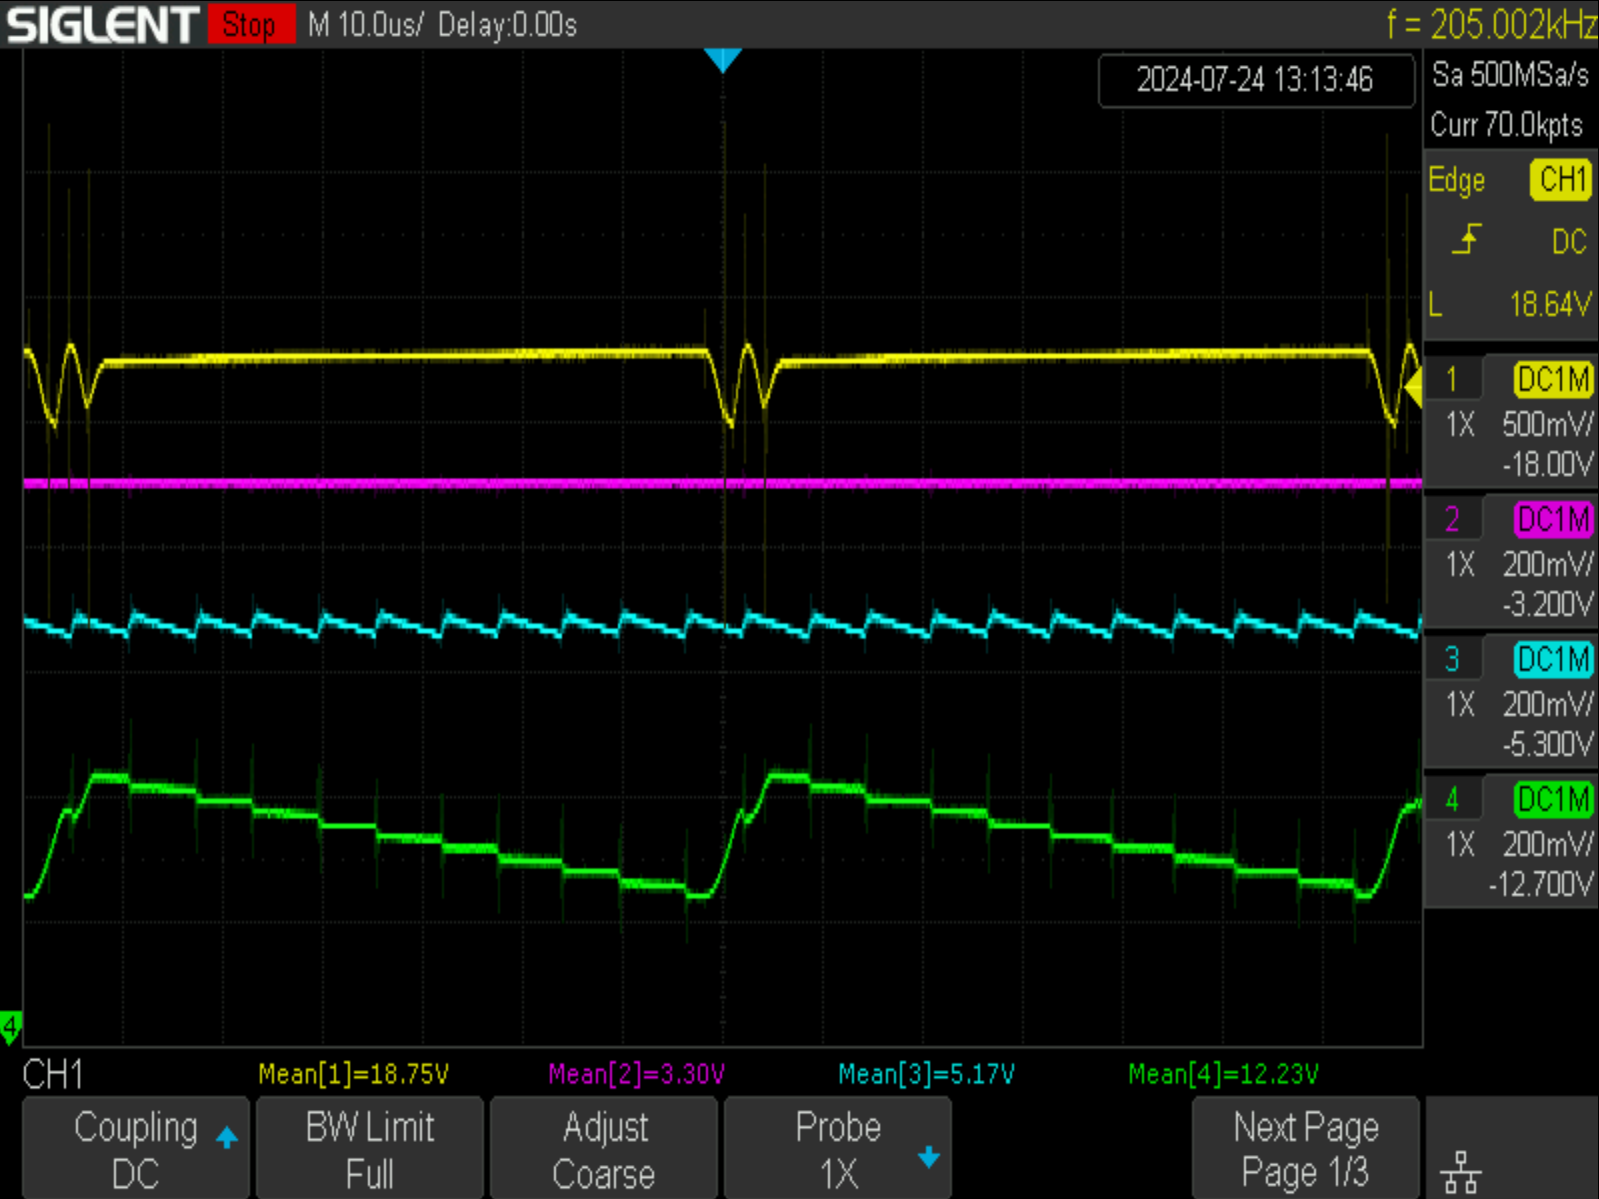 SIGLENT Stop M 10.0us/ Delay:0.00s f = 205.002kHz
2024-07-24 13:13:46
Sa 500MSa/s
Curr 70.0kpts
Edge CH1
DC
L 18.64V
1 DC1M
1X 500mV/
-18.00V
2 DC1M
1X 200mV/
-3.200V
3 DC1M
1X 200mV/
-5.300V
4 DC1M
1X 200mV/
-12.700V
4
CH1 Mean[1]=18.75V Mean[2]=3.30V Mean[3]=5.17V Mean[4]=12.23V
Coupling BW Limit Adjust Probe Next Page
DC Full Coarse 1X Page 1/3